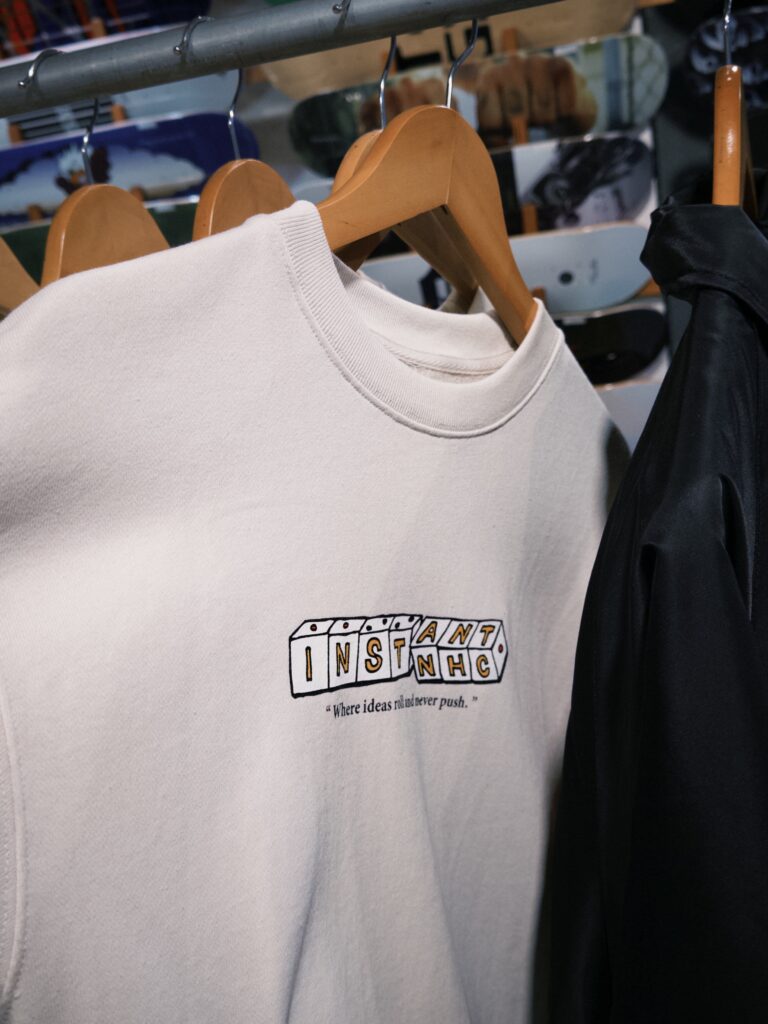 INSTANT
NHC
“Where ideas roll and never push.”